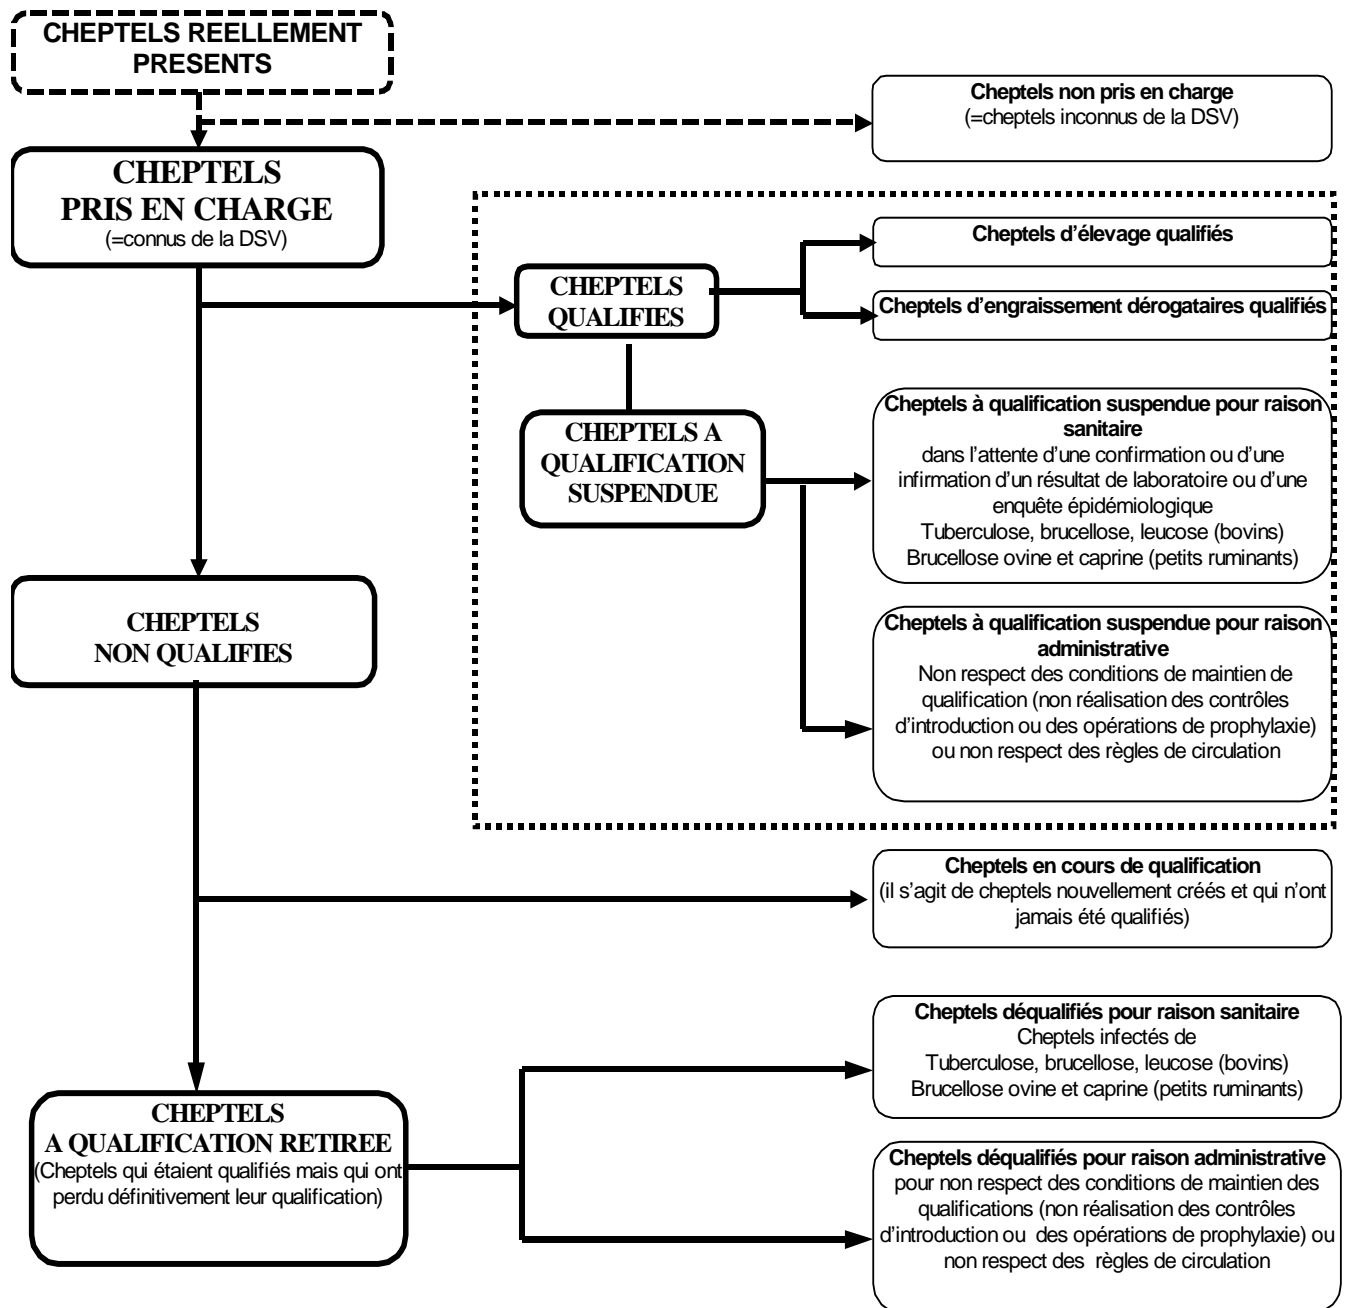 CHEPTELS REELLEMENT
PRESENTS
Cheptels non pris en charge
(=cheptels inconnus de la DSV)
CHEPTELS
PRIS EN CHARGE
(=connus de la DSV)
Cheptels d'élevage qualifiés
CHEPTELS
QUALIFIES
Cheptels d'engraissement dérogataires qualifiés
CHEPTELS A
QUALIFICATION
SUSPENDUE
Cheptels à qualification suspendue pour raison
sanitaire
dans l'attente d'une confirmation ou d'une
infirmation d'un résultat de laboratoire ou d'une
enquête épidémiologique
Tuberculose, brucellose, leucose (bovins)
Brucellose ovine et caprine (petits ruminants)
CHEPTELS
NON QUALIFIES
Cheptels à qualification suspendue pour raison
administrative
Non respect des conditions de maintien de
qualification (non réalisation des contrôles
d'introduction ou des opérations de prophylaxie)
ou non respect des règles de circulation
Cheptels en cours de qualification
(il s'agit de cheptels nouvellement créés et qui n'ont
jamais été qualifiés)
Cheptels déqualifiés pour raison sanitaire
Cheptels infectés de
Tuberculose, brucellose, leucose (bovins)
Brucellose ovine et caprine (petits ruminants)
CHEPTELS
A QUALIFICATION RETIREE
(Cheptels qui étaient qualifiés mais qui ont
perdu définitivement leur qualification)
Cheptels déqualifiés pour raison administrative
pour non respect des conditions de maintien des
qualifications (non réalisation des contrôles
d'introduction ou des opérations de prophylaxie) ou
non respect des règles de circulation